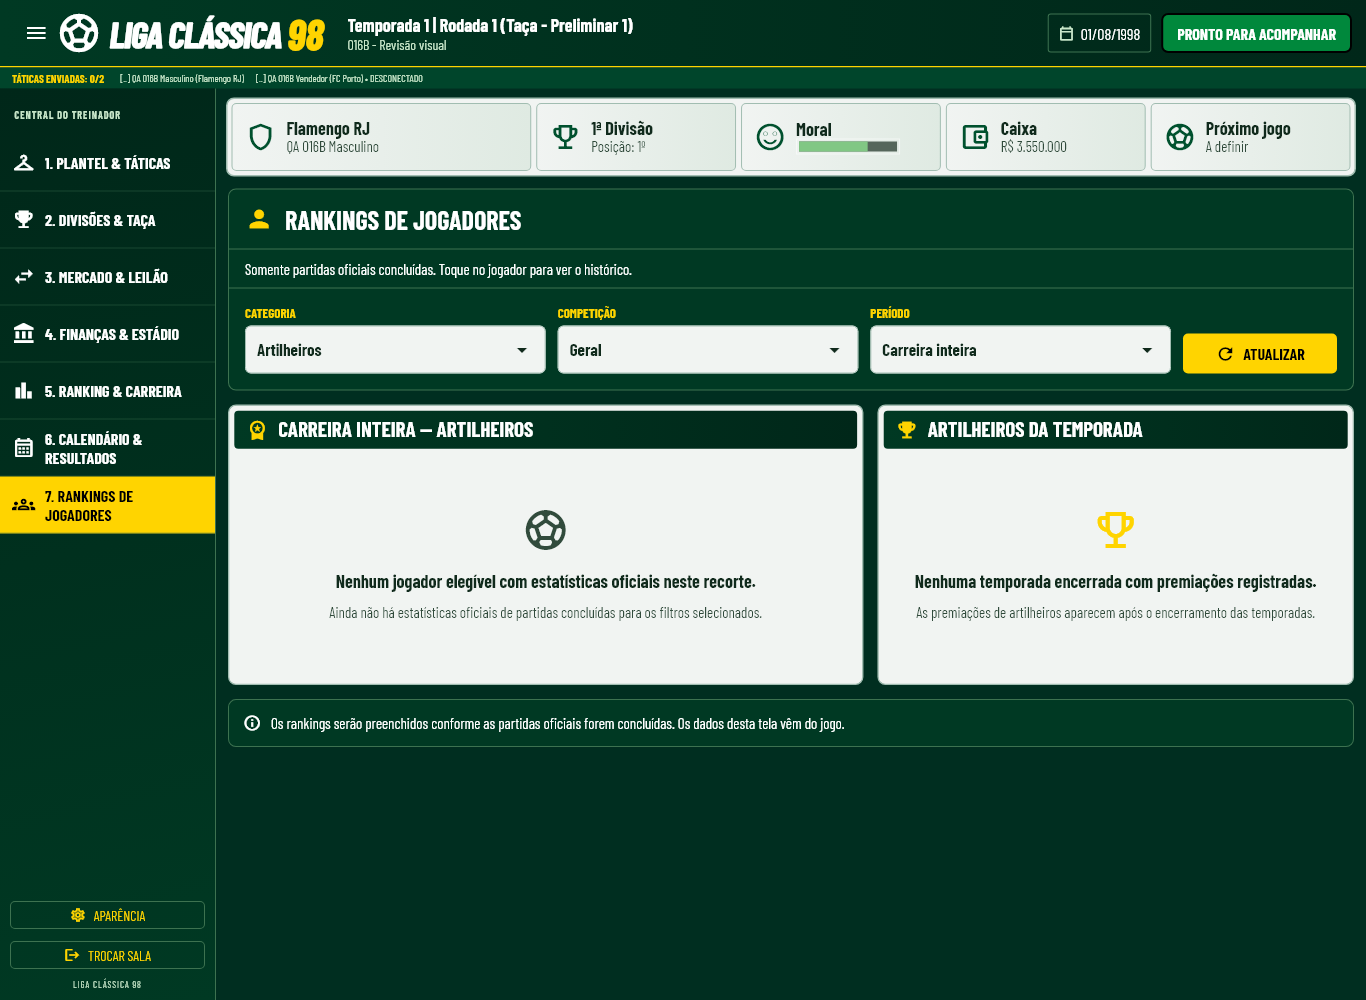 LIGA CLÁSSICA 98
Temporada 1 | Rodada 1 (Taça - Preliminar 1)
016B - Revisão visual
01/08/1998
PRONTO PARA ACOMPANHAR
TÁTICAS ENVIADAS: 0/2
[..] QA 016B Masculino (Flamengo RJ)
[..] QA 016B Vendedor (FC Porto) • DESCONECTADO
CENTRAL DO TREINADOR
1. PLANTEL & TÁTICAS
2. DIVISÕES & TAÇA
3. MERCADO & LEILÃO
4. FINANÇAS & ESTÁDIO
5. RANKING & CARREIRA
6. CALENDÁRIO &
RESULTADOS
7. RANKINGS DE
JOGADORES
APARÊNCIA
TROCAR SALA
LIGA CLÁSSICA 98
Flamengo RJ
QA 016B Masculino
1ª Divisão
Posição: 1º
Moral
Caixa
R$ 3.550.000
Próximo jogo
A definir
RANKINGS DE JOGADORES
Somente partidas oficiais concluídas. Toque no jogador para ver o histórico.
CATEGORIA
Artilheiros
COMPETIÇÃO
Geral
PERÍODO
Carreira inteira
ATUALIZAR
CARREIRA INTEIRA — ARTILHEIROS
Nenhum jogador elegível com estatísticas oficiais neste recorte.
Ainda não há estatísticas oficiais de partidas concluídas para os filtros selecionados.
ARTILHEIROS DA TEMPORADA
Nenhuma temporada encerrada com premiações registradas.
As premiações de artilheiros aparecem após o encerramento das temporadas.
Os rankings serão preenchidos conforme as partidas oficiais forem concluídas. Os dados desta tela vêm do jogo.